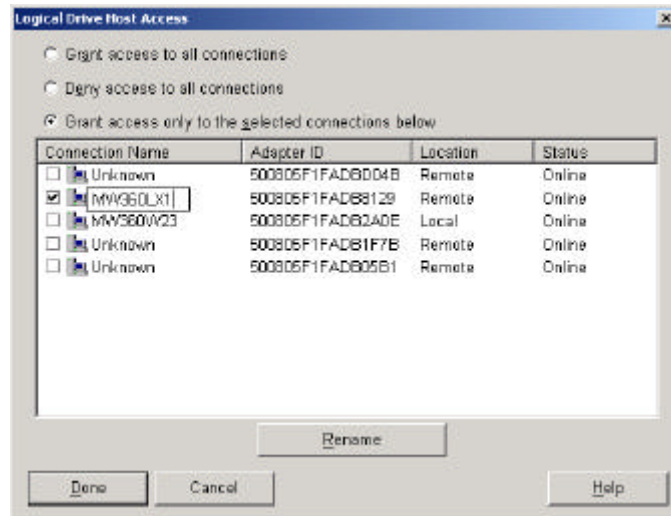 Logical Drive Host Access
Grant access to all connections
Deny access to all connections
Grant access only to the selected connections below
Connection Name Adapter ID Location Status
Unknown 500805F1FADBD04B Remote Online
MW360LX1 500805F1FADB8129 Remote Online
MW360W23 500805F1FADB2A0E Local Online
Unknown 500805F1FADB1F7B Remote Online
Unknown 500805F1FADB05B1 Remote Online
Rename
Done Cancel Help